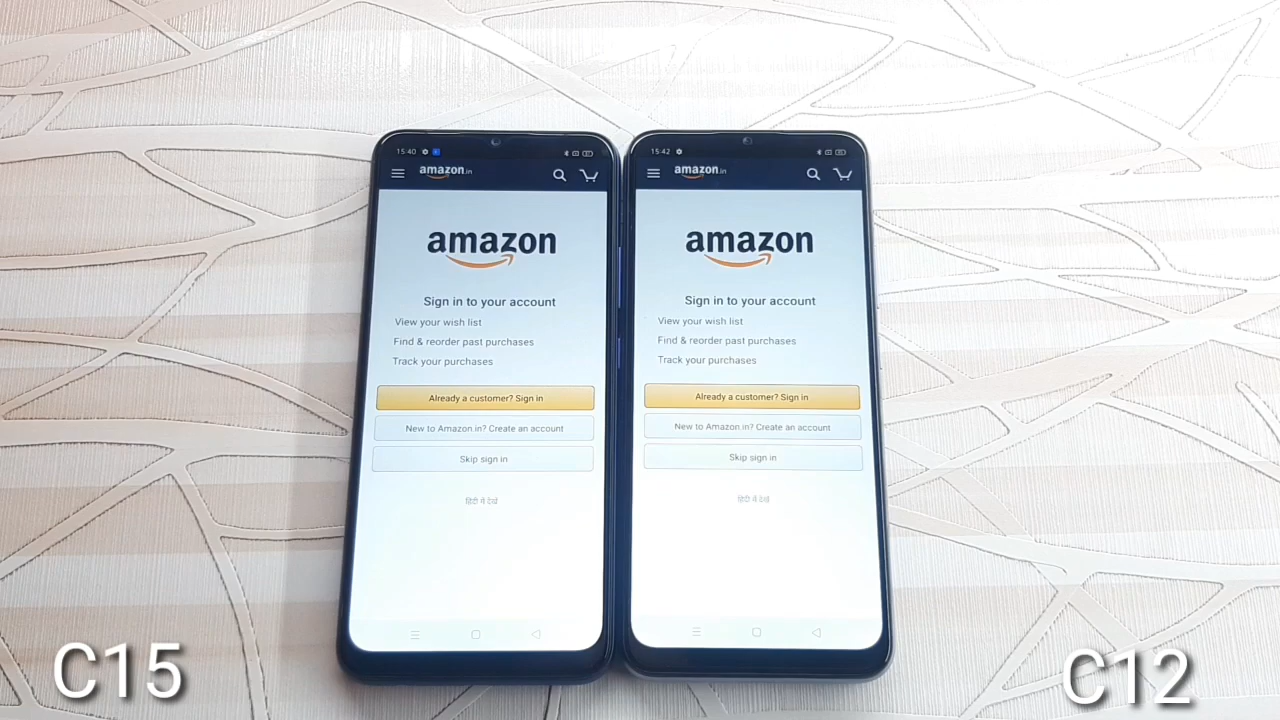 15:40
amazon.in
amazon
Sign in to your account
View your wish list
Find & reorder past purchases
Track your purchases
Already a customer? Sign in
New to Amazon.in? Create an account
Skip sign in
हिंदी में देखें
15:42
amazon.in
amazon
Sign in to your account
View your wish list
Find & reorder past purchases
Track your purchases
Already a customer? Sign in
New to Amazon.in? Create an account
Skip sign in
हिंदी में देखें
C15
C12